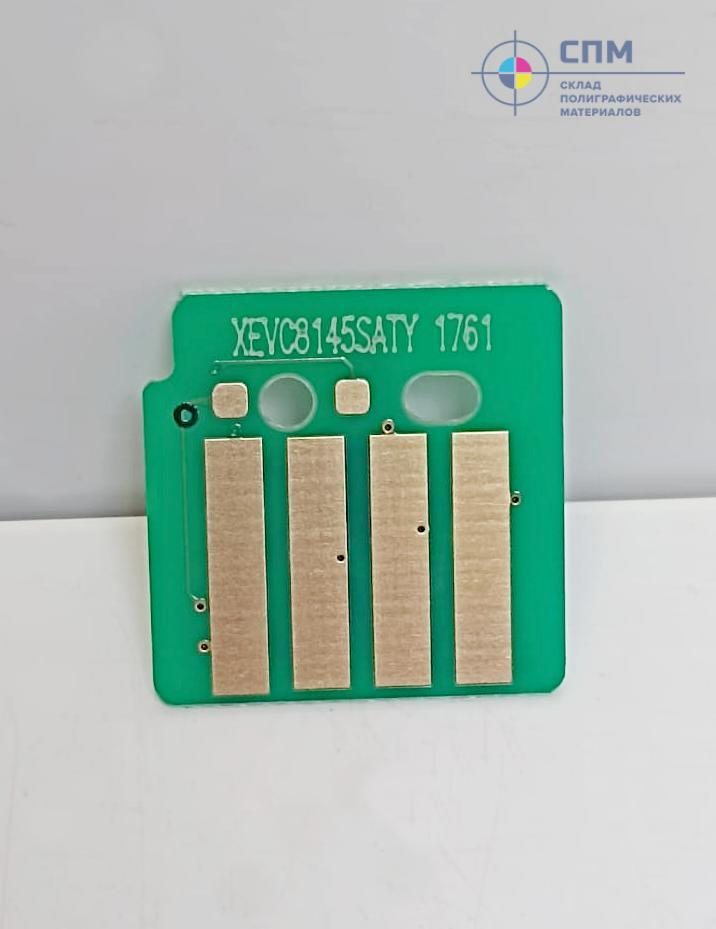 СПМ
СКЛАД
ПОЛИГРАФИЧЕСКИХ
МАТЕРИАЛОВ
XEVC8145SATY 1761